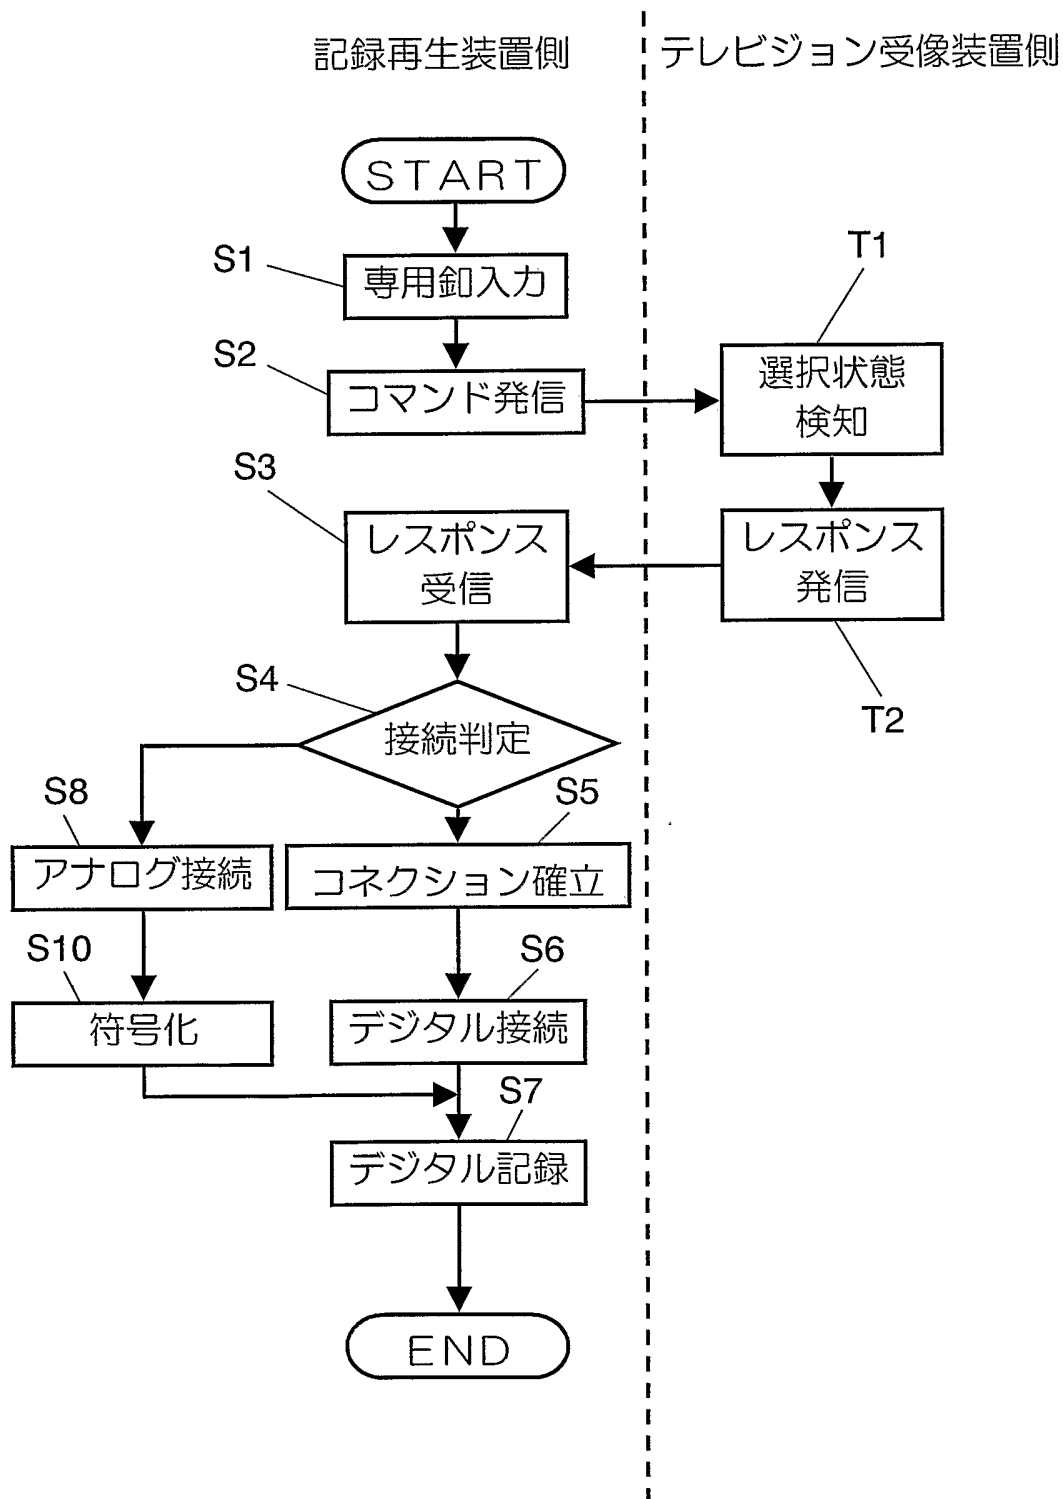 記録再生装置側
テレビジョン受像装置側
START
S1
専用釦入力
T1
S2
コマンド発信
選択状態
検知
S3
レスポンス
受信
レスポンス
発信
S4
接続判定
T2
S8
アナログ接続
S5
コネクション確立
S10
符号化
S6
デジタル接続
S7
デジタル記録
END